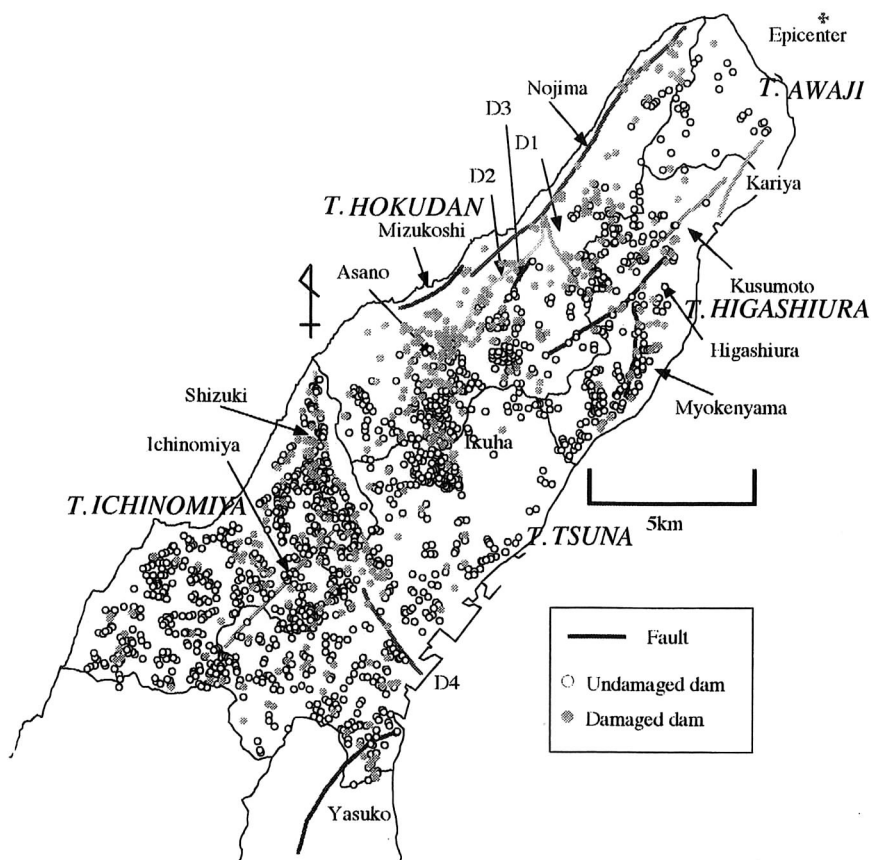 Epicenter
T. AWAJI
Nojima
D3
D1
D2
Kariya
T. HOKUDAN
Mizukoshi
Asano
Kusumoto
T. HIGASHIURA
Higashiura
Shizuki
Myokenyama
Ichinomiya
Ikuha
T. ICHINOMIYA
5km
T. TSUNA
Fault
D4
Undamaged dam
Damaged dam
Yasuko